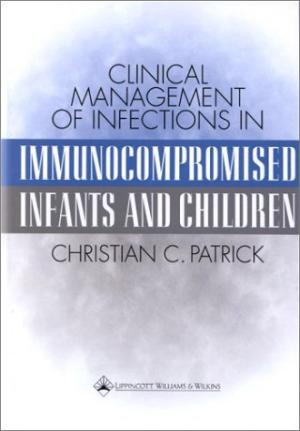 CLINICAL
MANAGEMENT
OF INFECTIONS IN
IMMUNOCOMPROMISED
INFANTS AND CHILDREN
CHRISTIAN C. PATRICK
LIPPINCOTT WILLIAMS & WILKINS